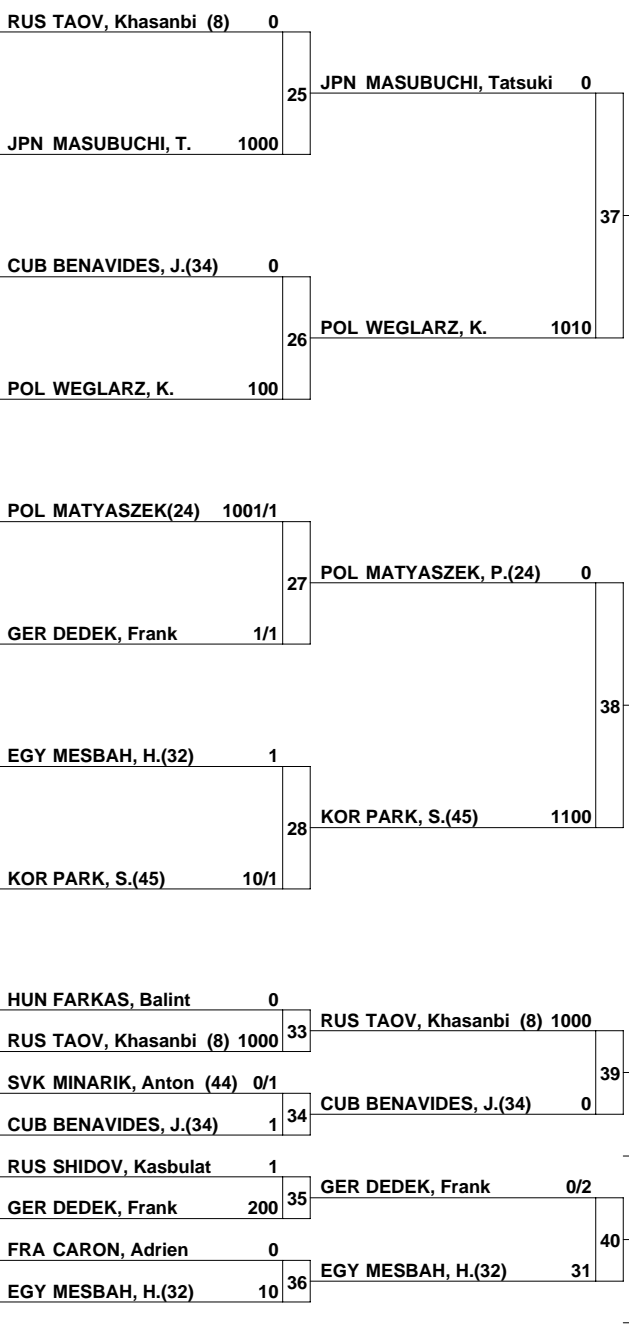 RUS TAOV, Khasanbi (8) 0
25
JPN MASUBUCHI, Tatsuki 0
JPN MASUBUCHI, T. 1000
37
CUB BENAVIDES, J.(34) 0
26
POL WEGLARZ, K. 1010
POL WEGLARZ, K. 100
POL MATYASZEK(24) 1001/1
27
POL MATYASZEK, P.(24) 0
GER DEDEK, Frank 1/1
38
EGY MESBAH, H.(32) 1
28
KOR PARK, S.(45) 1100
KOR PARK, S.(45) 10/1
HUN FARKAS, Balint 0
33
RUS TAOV, Khasanbi (8) 1000
RUS TAOV, Khasanbi (8) 1000
39
SVK MINARIK, Anton (44) 0/1
34
CUB BENAVIDES, J.(34) 0
CUB BENAVIDES, J.(34) 1
RUS SHIDOV, Kasbulat 1
35
GER DEDEK, Frank 0/2
GER DEDEK, Frank 200
40
FRA CARON, Adrien 0
36
EGY MESBAH, H.(32) 31
EGY MESBAH, H.(32) 10